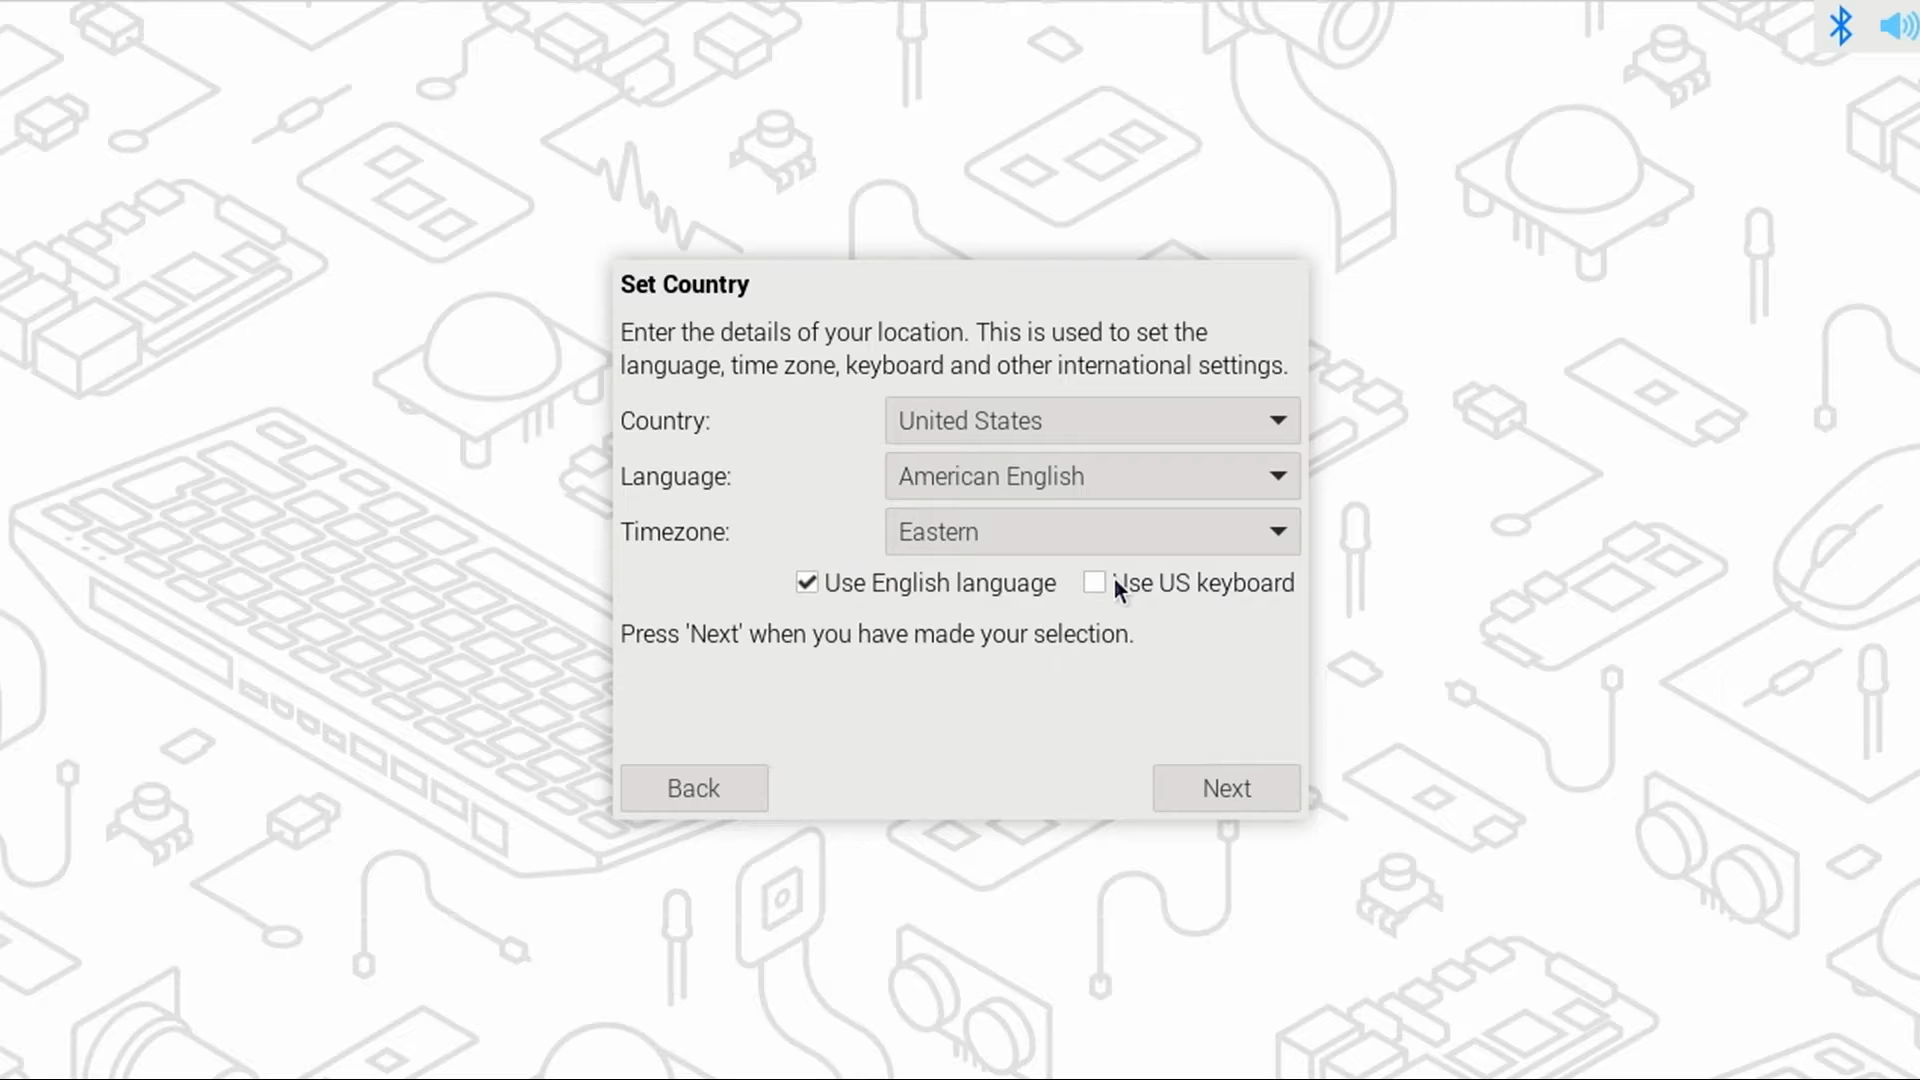 Set Country
Enter the details of your location. This is used to set the
language, time zone, keyboard and other international settings.
Country: United States
Language: American English
Timezone: Eastern
Use English language Use US keyboard
Press 'Next' when you have made your selection.
Back Next